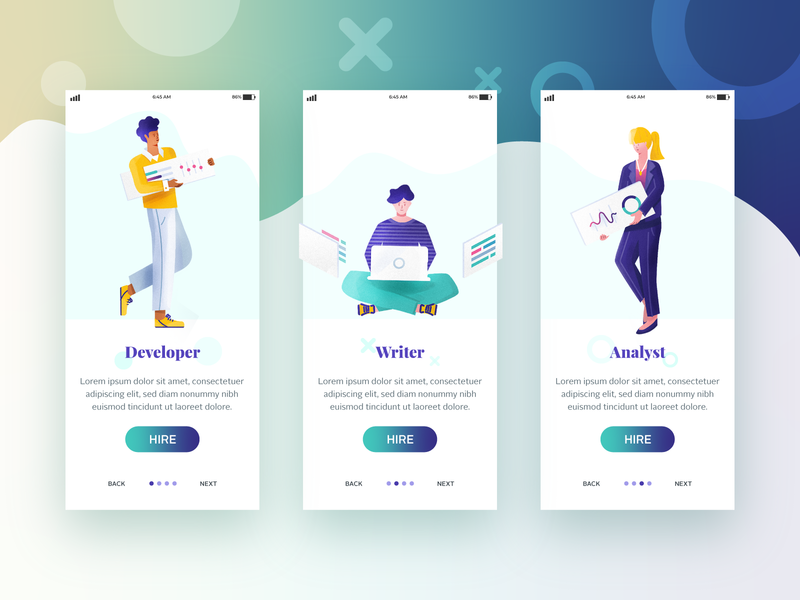 6:45 AM 86%
Developer
Lorem ipsum dolor sit amet, consectetuer
adipiscing elit, sed diam nonummy nibh
euismod tincidunt ut laoreet dolore.
HIRE
BACK NEXT
6:45 AM 86%
Writer
Lorem ipsum dolor sit amet, consectetuer
adipiscing elit, sed diam nonummy nibh
euismod tincidunt ut laoreet dolore.
HIRE
BACK NEXT
6:45 AM 86%
Analyst
Lorem ipsum dolor sit amet, consectetuer
adipiscing elit, sed diam nonummy nibh
euismod tincidunt ut laoreet dolore.
HIRE
BACK NEXT